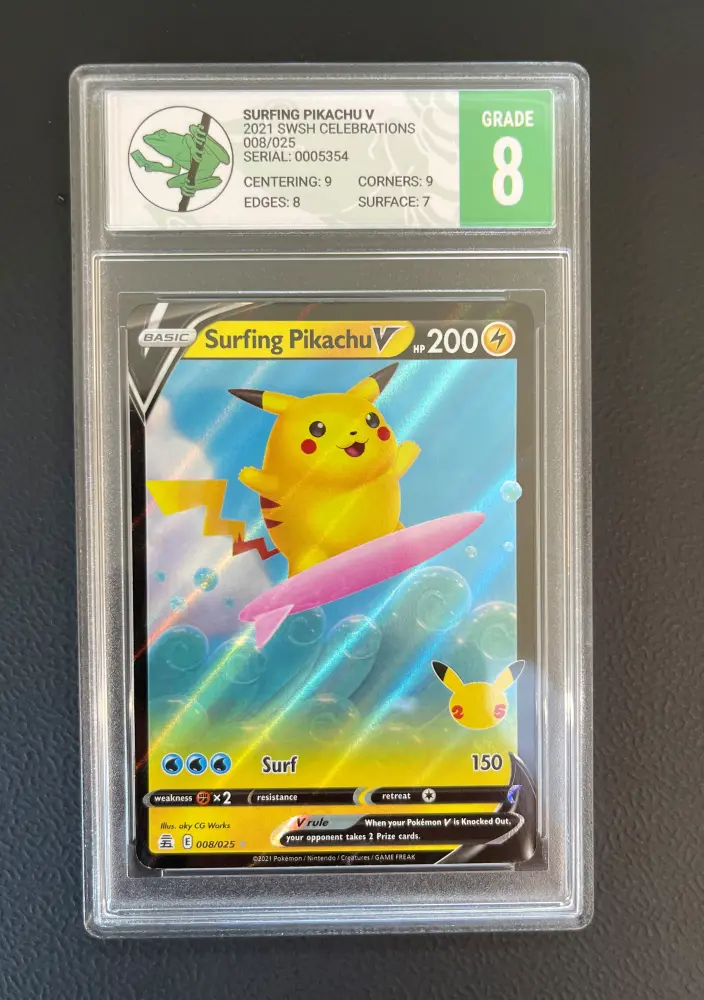 SURFING PIKACHU V
2021 SWSH CELEBRATIONS
008/025
SERIAL: 0005354
CENTERING: 9 CORNERS: 9
EDGES: 8 SURFACE: 7
GRADE
8
BASIC Surfing Pikachu V HP 200
2 5
Surf 150
weakness ×2 resistance retreat
V rule When your Pokémon V is Knocked Out,
your opponent takes 2 Prize cards.
Illus. aky CG Works
E 008/025
©2021 Pokémon / Nintendo / Creatures / GAME FREAK